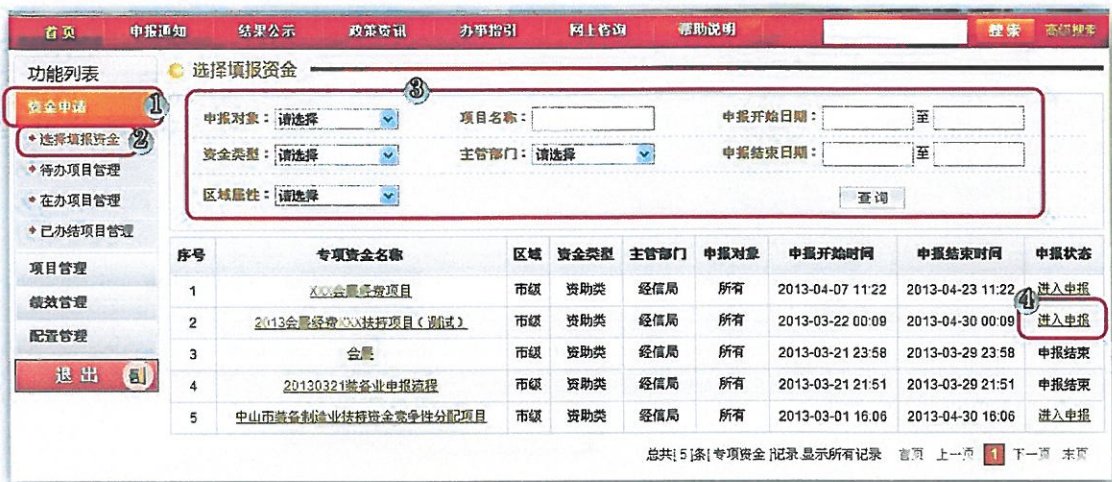 首页 申报通知 结果公示 政策资讯 办事指引 网上咨询 帮助说明 搜索 高级搜索
功能列表
资金申请 1
选择填报资金 2
待办项目管理
在办项目管理
已办结项目管理
项目管理
绩效管理
配置管理
退出
选择填报资金
3
申报对象: 请选择 项目名称: 申报开始日期: 至
资金类型: 请选择 主管部门: 请选择 申报结束日期: 至
区域属性: 请选择 查询
序号 专项资金名称 区域 资金类型 主管部门 申报对象 申报开始时间 申报结束时间 申报状态
1 XXX会展经费项目 市级 资助类 经信局 所有 2013-04-07 11:22 2013-04-23 11:22 进入申报
4
2 2013会展经费XXX扶持项目(测试) 市级 资助类 经信局 所有 2013-03-22 00:09 2013-04-30 00:09 进入申报
3 会展 市级 资助类 经信局 所有 2013-03-21 23:58 2013-03-29 23:58 申报结束
4 20130321装备业申报流程 市级 资助类 经信局 所有 2013-03-21 21:51 2013-03-29 21:51 申报结束
5 中山市装备制造业扶持资金竞争性分配项目 市级 资助类 经信局 所有 2013-03-01 16:06 2013-04-30 16:06 进入申报
总共[5]条[专项资金]记录.显示所有记录 首页 上一页 1 下一页 末页